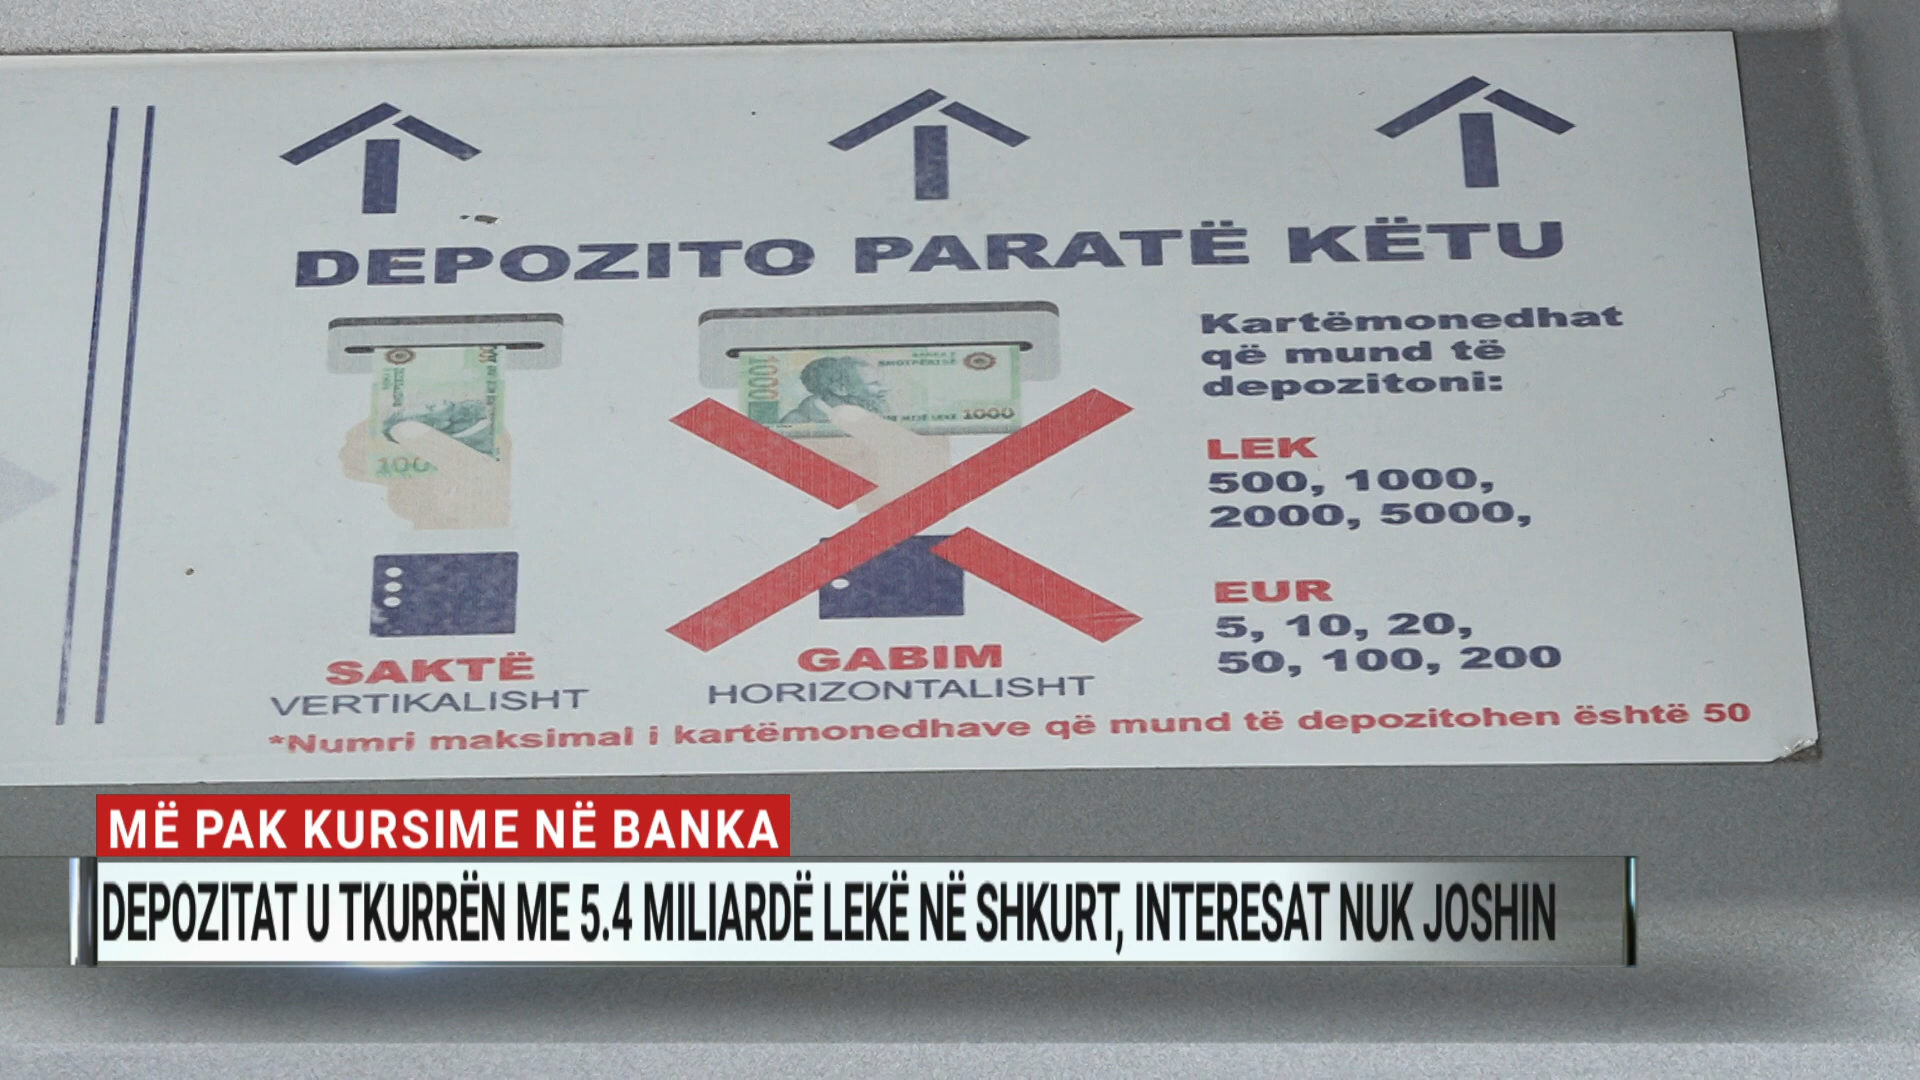 DEPOZITO PARATË KËTU
Kartëmonedhat
që mund të
depozitoni:
LEK
500, 1000,
2000, 5000,
EUR
5, 10, 20,
50, 100, 200
1000
1000
SAKTË
VERTIKALISHT
GABIM
HORIZONTALISHT
*Numri maksimal i kartëmonedhave që mund të depozitohen është 50
MË PAK KURSIME NË BANKA
DEPOZITAT U TKURRËN ME 5.4 MILIARDË LEKË NË SHKURT, INTERESAT NUK JOSHIN